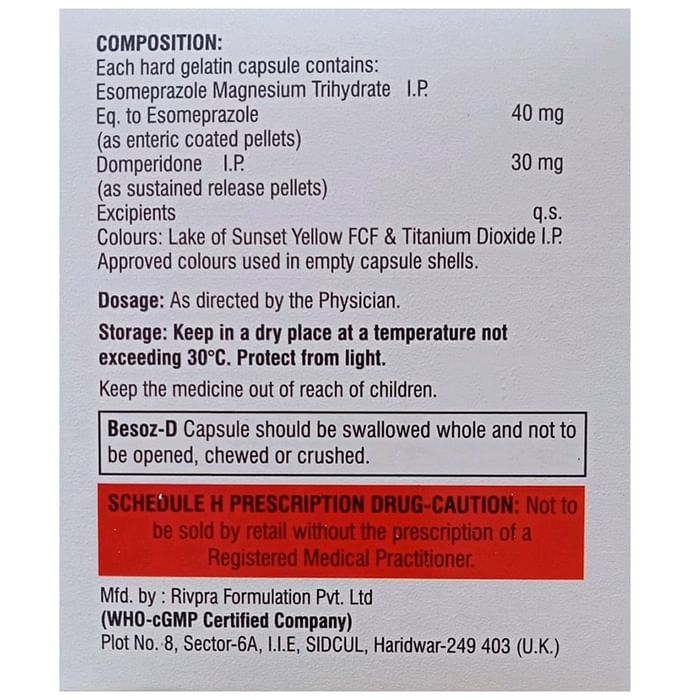 COMPOSITION:
Each hard gelatin capsule contains:
Esomeprazole Magnesium Trihydrate I.P.
Eq. to Esomeprazole 40 mg
(as enteric coated pellets)
Domperidone I.P. 30 mg
(as sustained release pellets)
Excipients q.s.
Colours: Lake of Sunset Yellow FCF & Titanium Dioxide I.P.
Approved colours used in empty capsule shells.
Dosage: As directed by the Physician.
Storage: Keep in a dry place at a temperature not
exceeding 30°C. Protect from light.
Keep the medicine out of reach of children.
Besoz-D Capsule should be swallowed whole and not to
be opened, chewed or crushed.
SCHEDULE H PRESCRIPTION DRUG-CAUTION: Not to
be sold by retail without the prescription of a
Registered Medical Practitioner.
Mfd. by : Rivpra Formulation Pvt. Ltd
(WHO-cGMP Certified Company)
Plot No. 8, Sector-6A, I.I.E, SIDCUL, Haridwar-249 403 (U.K.)